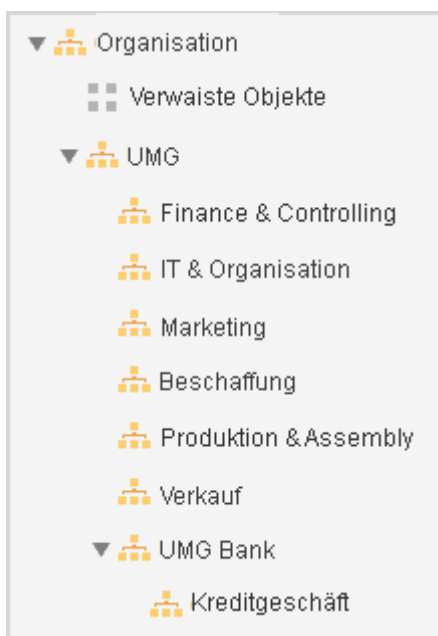 Organisation
Verwaiste Objekte
UMG
Finance & Controlling
IT & Organisation
Marketing
Beschaffung
Produktion & Assembly
Verkauf
UMG Bank
Kreditgeschäft